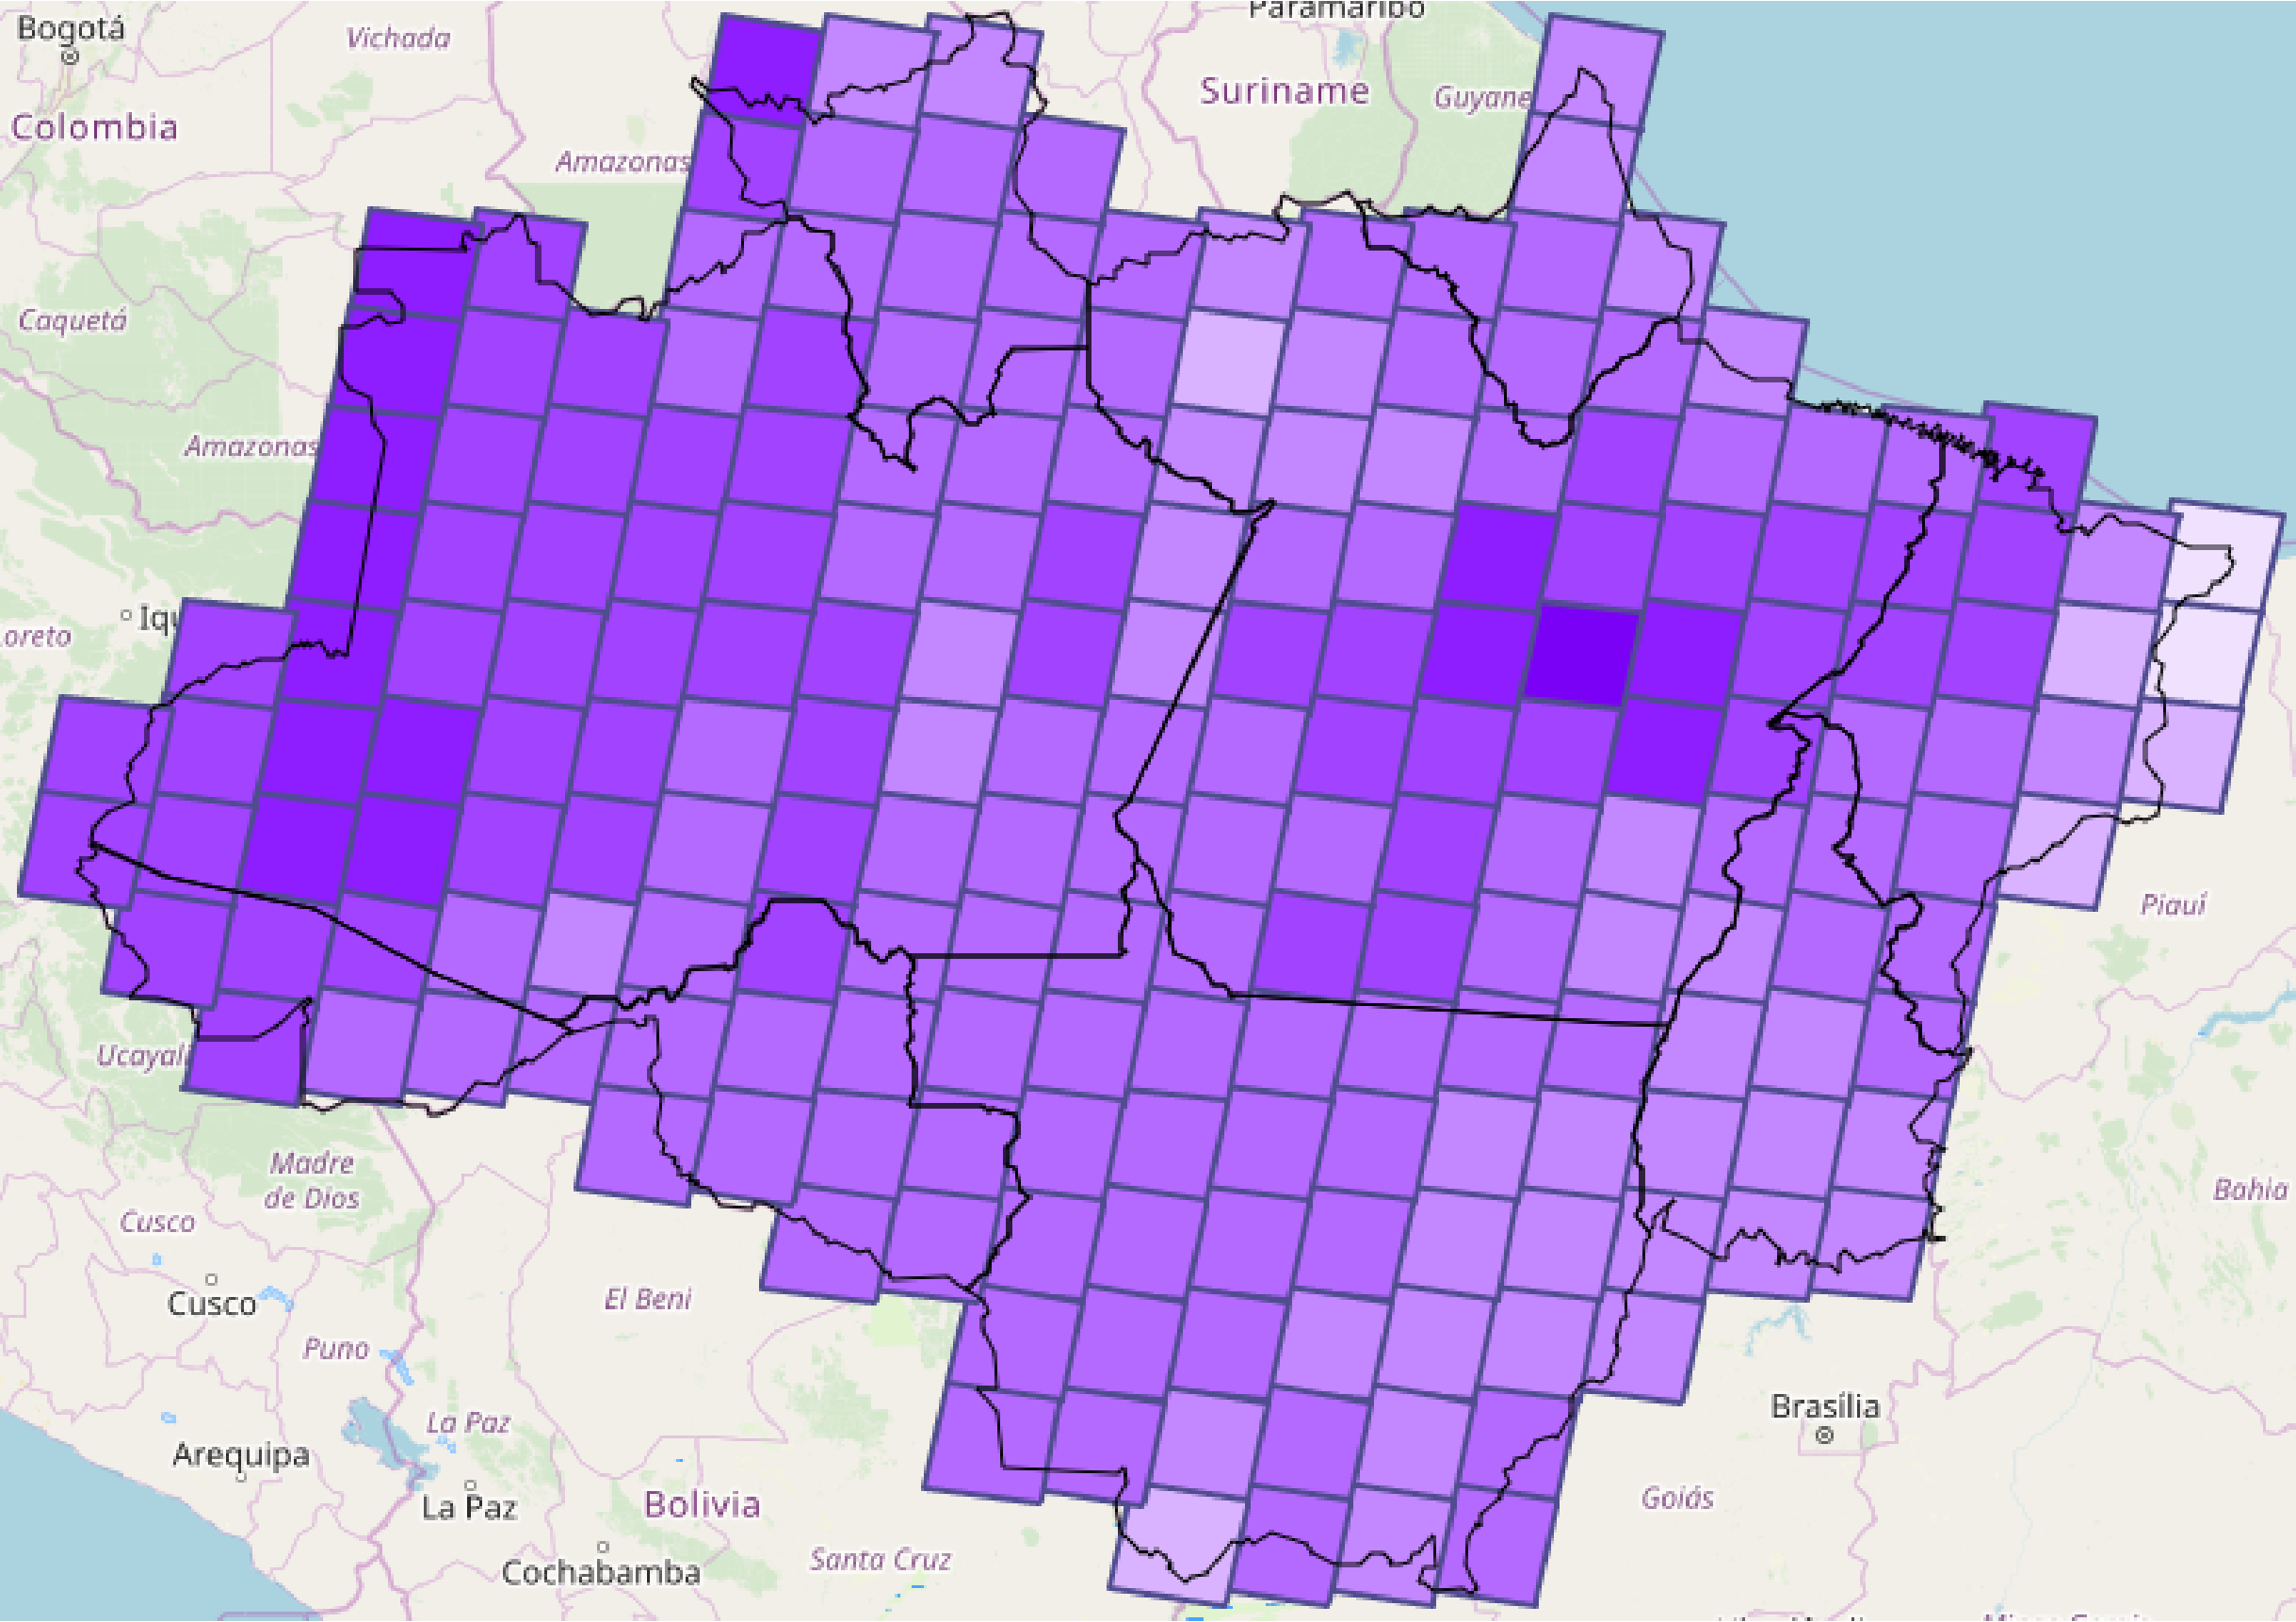 Bogotá
Vichada
Paramaribo
Suriname
Guyane
Colombia
Amazonas
Caquetá
Amazonas
Iqu
Loreto
Piauí
Ucayali
Madre
de Dios
Cusco
Bahia
Cusco
El Beni
Puno
Brasília
La Paz
Arequipa
La Paz
Bolivia
Goiás
Santa Cruz
Cochabamba